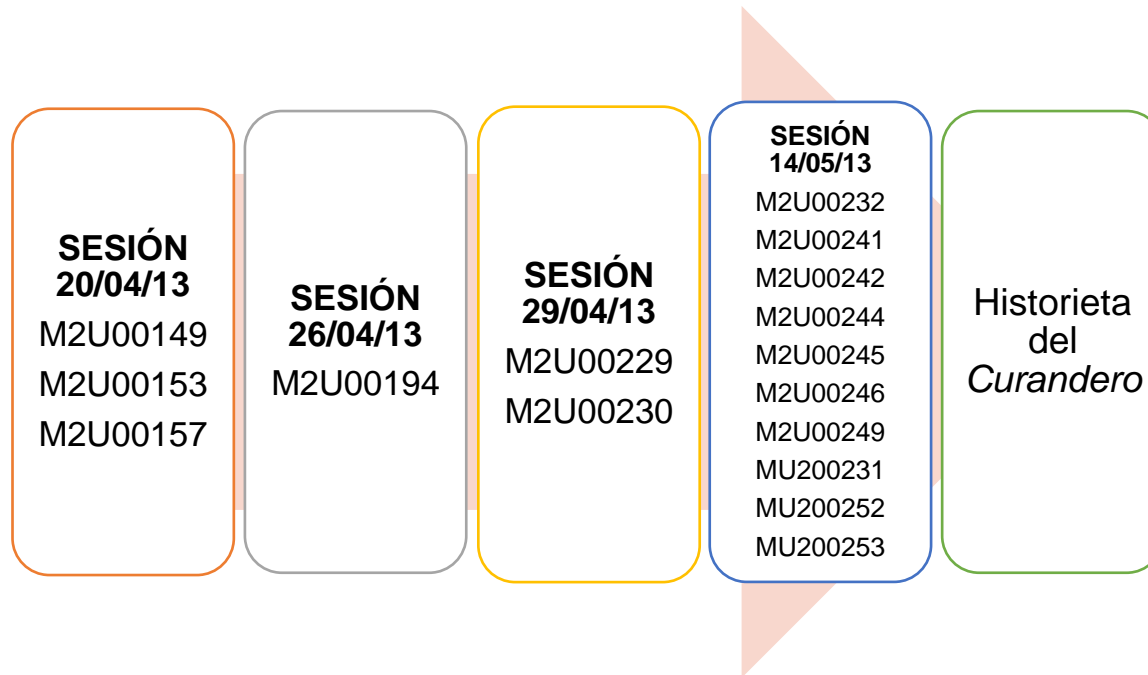 SESIÓN
20/04/13
M2U00149
M2U00153
M2U00157
SESIÓN
26/04/13
M2U00194
SESIÓN
29/04/13
M2U00229
M2U00230
SESIÓN
14/05/13
M2U00232
M2U00241
M2U00242
M2U00244
M2U00245
M2U00246
M2U00249
MU200231
MU200252
MU200253
Historieta
del
Curandero